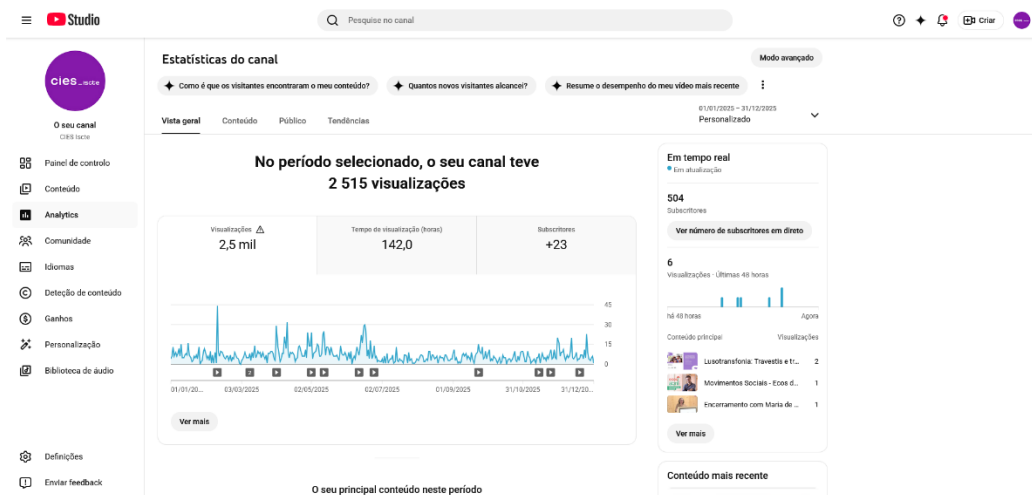 Studio
Pesquise no canal
Criar
cies_iscte
O seu canal
CIES Iscte
Painel de controlo
Conteúdo
Analytics
Comunidade
Idiomas
Deteção de conteúdo
Ganhos
Personalização
Biblioteca de áudio
Definições
Enviar feedback
Estatísticas do canal
Modo avançado
Como é que os visitantes encontraram o meu conteúdo?
Quantos novos visitantes alcancei?
Resume o desempenho do meu vídeo mais recente
Vista geral
Conteúdo
Público
Tendências
01/01/2025 – 31/12/2025
Personalizado
No período selecionado, o seu canal teve
2 515 visualizações
Visualizações
2,5 mil
Tempo de visualização (horas)
142,0
Subscritores
+23
45
30
15
0
2
01/01/20...
03/03/2025
02/05/2025
02/07/2025
01/09/2025
31/10/2025
31/12/20...
Ver mais
O seu principal conteúdo neste período
Em tempo real
Em atualização
504
Subscritores
Ver número de subscritores em direto
6
Visualizações · Últimas 48 horas
há 48 horas
Agora
Conteúdo principal
Visualizações
Lusotransfonia: Travestis e tr... 2
Movimentos Sociais - Ecos d... 1
Encerramento com Maria de ... 1
Ver mais
Conteúdo mais recente